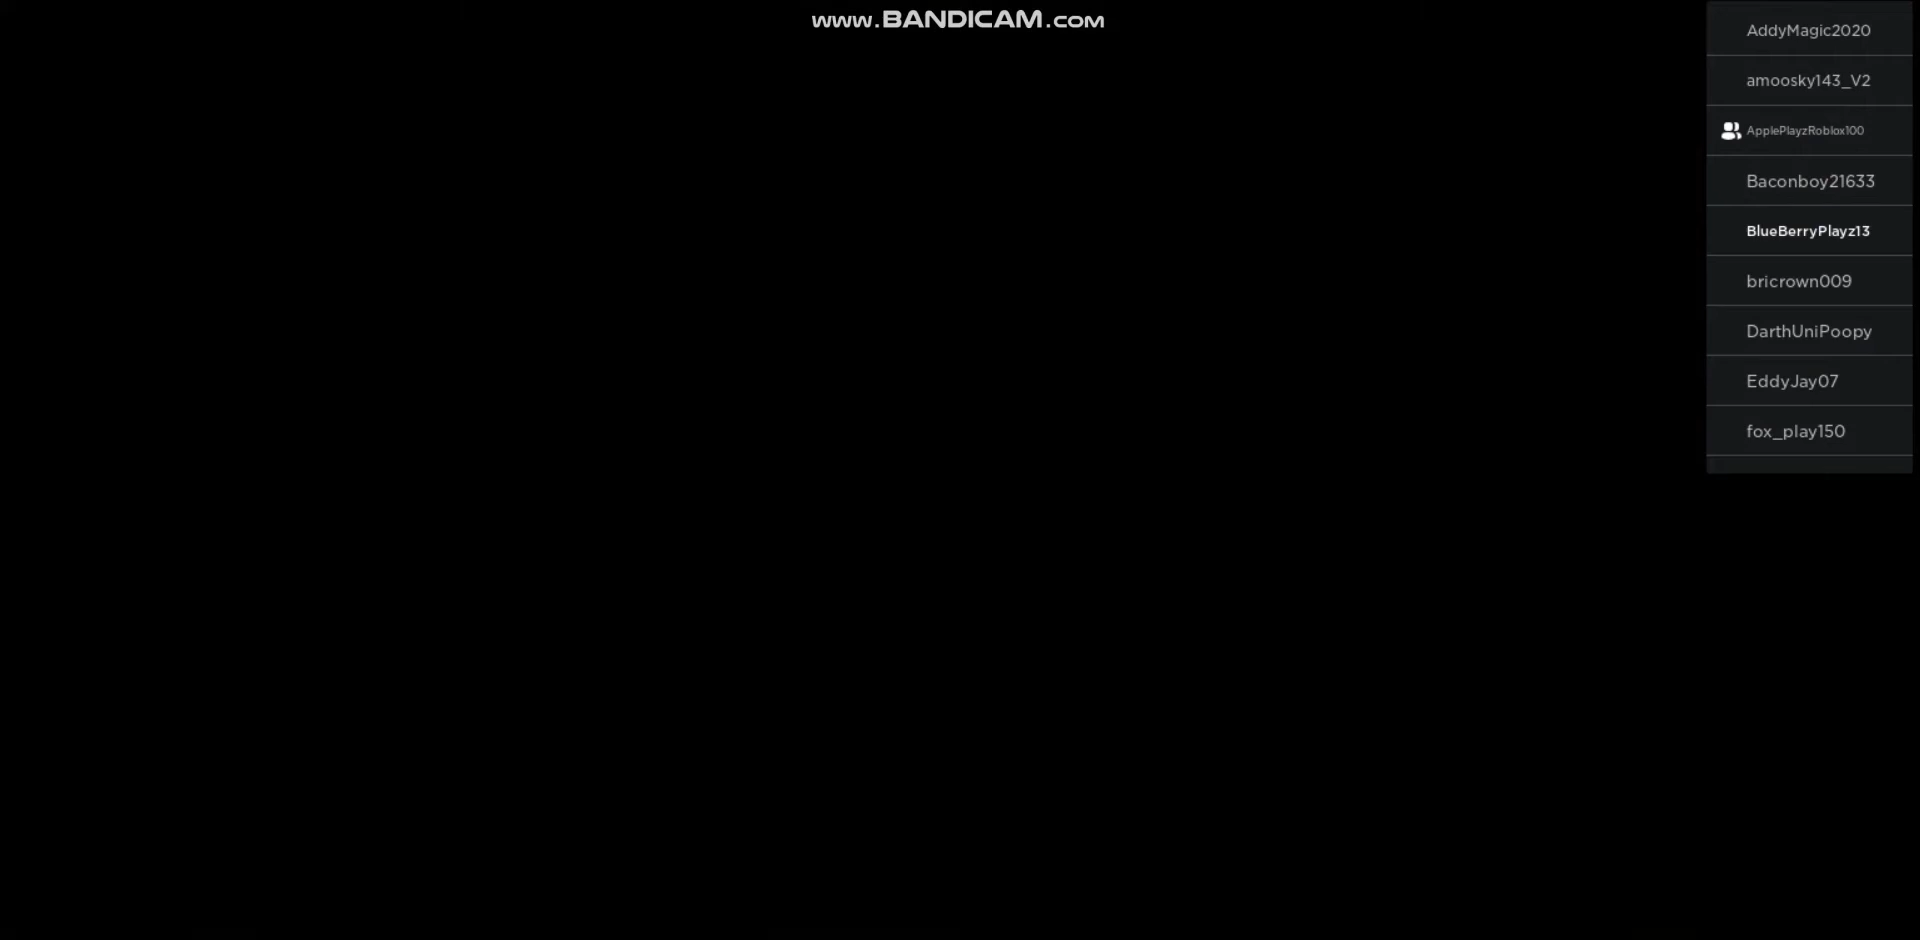 www.BANDICAM.COM
AddyMagic2020
amoosky143_V2
ApplePlayzRoblox100
Baconboy21633
BlueBerryPlayz13
bricrown009
DarthUniPoopy
EddyJay07
fox_play150